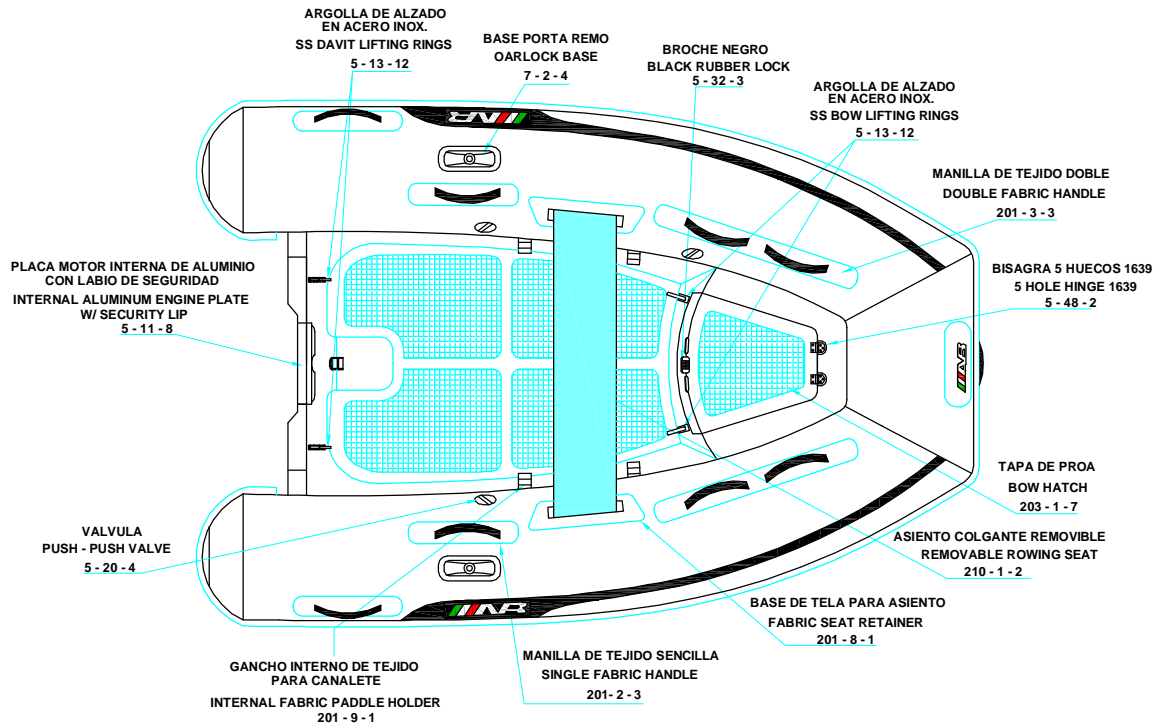 ARGOLLA DE ALZADO
EN ACERO INOX.
SS DAVIT LIFTING RINGS
5 - 13 - 12
BASE PORTA REMO
OARLOCK BASE
7 - 2 - 4
BROCHE NEGRO
BLACK RUBBER LOCK
5 - 32 - 3
ARGOLLA DE ALZADO
EN ACERO INOX.
SS BOW LIFTING RINGS
5 - 13 - 12
MANILLA DE TEJIDO DOBLE
DOUBLE FABRIC HANDLE
201 - 3 - 3
PLACA MOTOR INTERNA DE ALUMINIO
CON LABIO DE SEGURIDAD
INTERNAL ALUMINUM ENGINE PLATE
W/ SECURITY LIP
5 - 11 - 8
BISAGRA 5 HUECOS 1639
5 HOLE HINGE 1639
5 - 48 - 2
TAPA DE PROA
BOW HATCH
203 - 1 - 7
VALVULA
PUSH - PUSH VALVE
5 - 20 - 4
ASIENTO COLGANTE REMOVIBLE
REMOVABLE ROWING SEAT
210 - 1 - 2
BASE DE TELA PARA ASIENTO
FABRIC SEAT RETAINER
201 - 8 - 1
GANCHO INTERNO DE TEJIDO
PARA CANALETE
INTERNAL FABRIC PADDLE HOLDER
201 - 9 - 1
MANILLA DE TEJIDO SENCILLA
SINGLE FABRIC HANDLE
201- 2 - 3